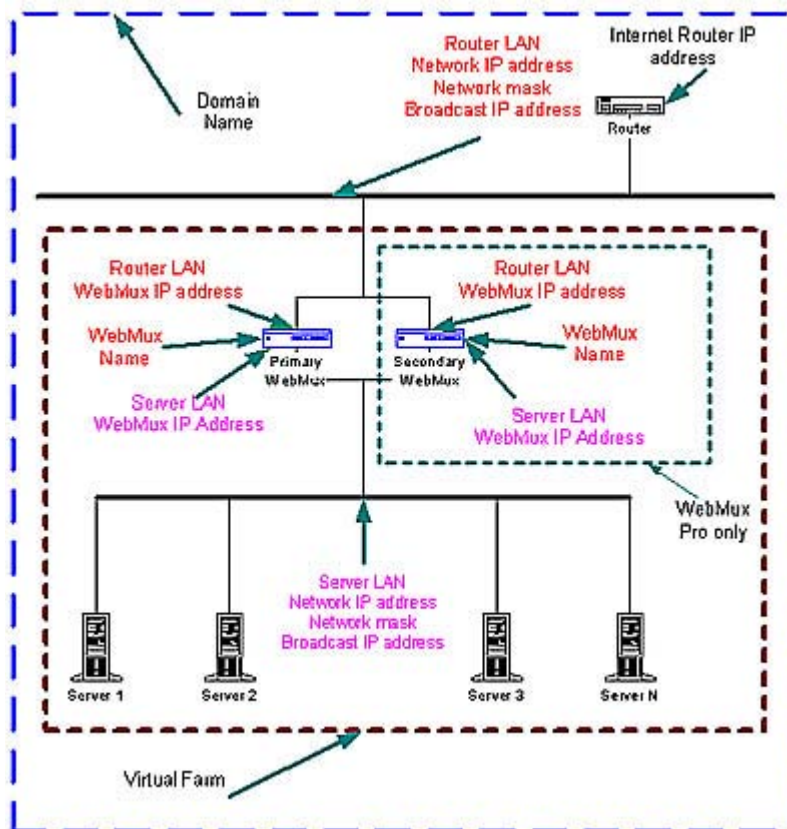 Router LAN
Network IP address
Network mask
Broadcast IP address
Internet Router IP
address
Domain
Name
Router
Router LAN
WebMux IP address
Router LAN
WebMux IP address
WebMux
Name
WebMux
Name
Primary
WebMux
Secondary
WebMux
Server LAN
WebMux IP Address
Server LAN
WebMux IP Address
WebMux
Pro only
Server LAN
Network IP address
Network mask
Broadcast IP address
Server 1
Server 2
Server 3
Server N
Virtual Farm